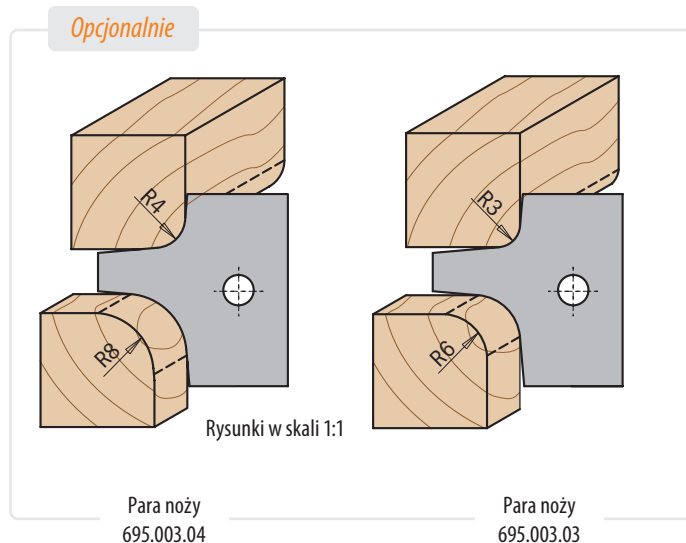 Opcjonalnie
R4
R3
R8
R6
Rysunki w skali 1:1
Para noży
695.003.04
Para noży
695.003.03